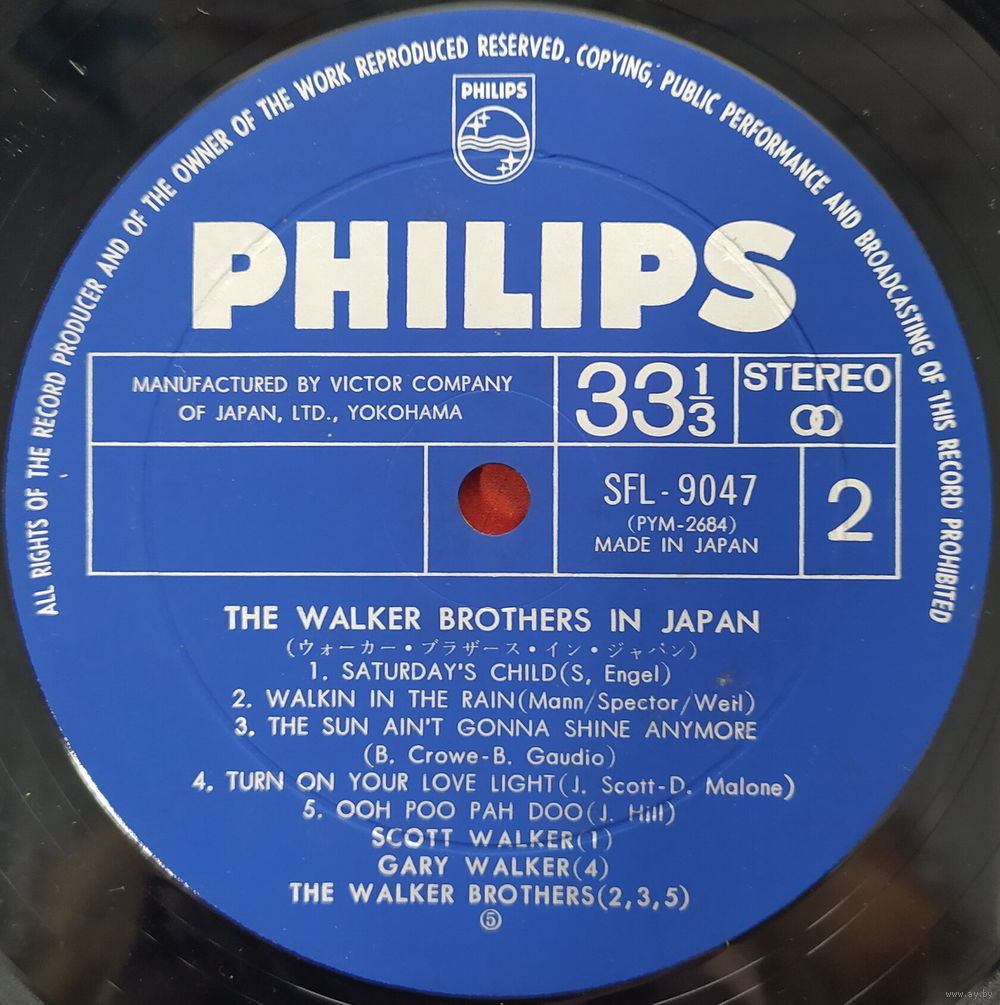 ALL RIGHTS OF THE RECORD PRODUCER AND OF THE OWNER OF THE WORK REPRODUCED RESERVED. COPYING, PUBLIC PERFORMANCE AND BROADCASTING OF THIS RECORD PROHIBITED
PHILIPS
PHILIPS
MANUFACTURED BY VICTOR COMPANY
OF JAPAN, LTD., YOKOHAMA
33 1/3
STEREO
SFL - 9047
(PYM-2684)
MADE IN JAPAN
2
THE WALKER BROTHERS IN JAPAN
(ウォーカー・ブラザース・イン・ジャパン)
1. SATURDAY'S CHILD(S, Engel)
2. WALKIN IN THE RAIN(Mann/Spector/Weil)
3. THE SUN AIN'T GONNA SHINE ANYMORE
(B. Crowe-B. Gaudio)
4. TURN ON YOUR LOVE LIGHT(J. Scott-D. Malone)
5. OOH POO PAH DOO(J. Hill)
SCOTT WALKER(1)
GARY WALKER(4)
THE WALKER BROTHERS(2,3,5)
⑤
www.ay.by